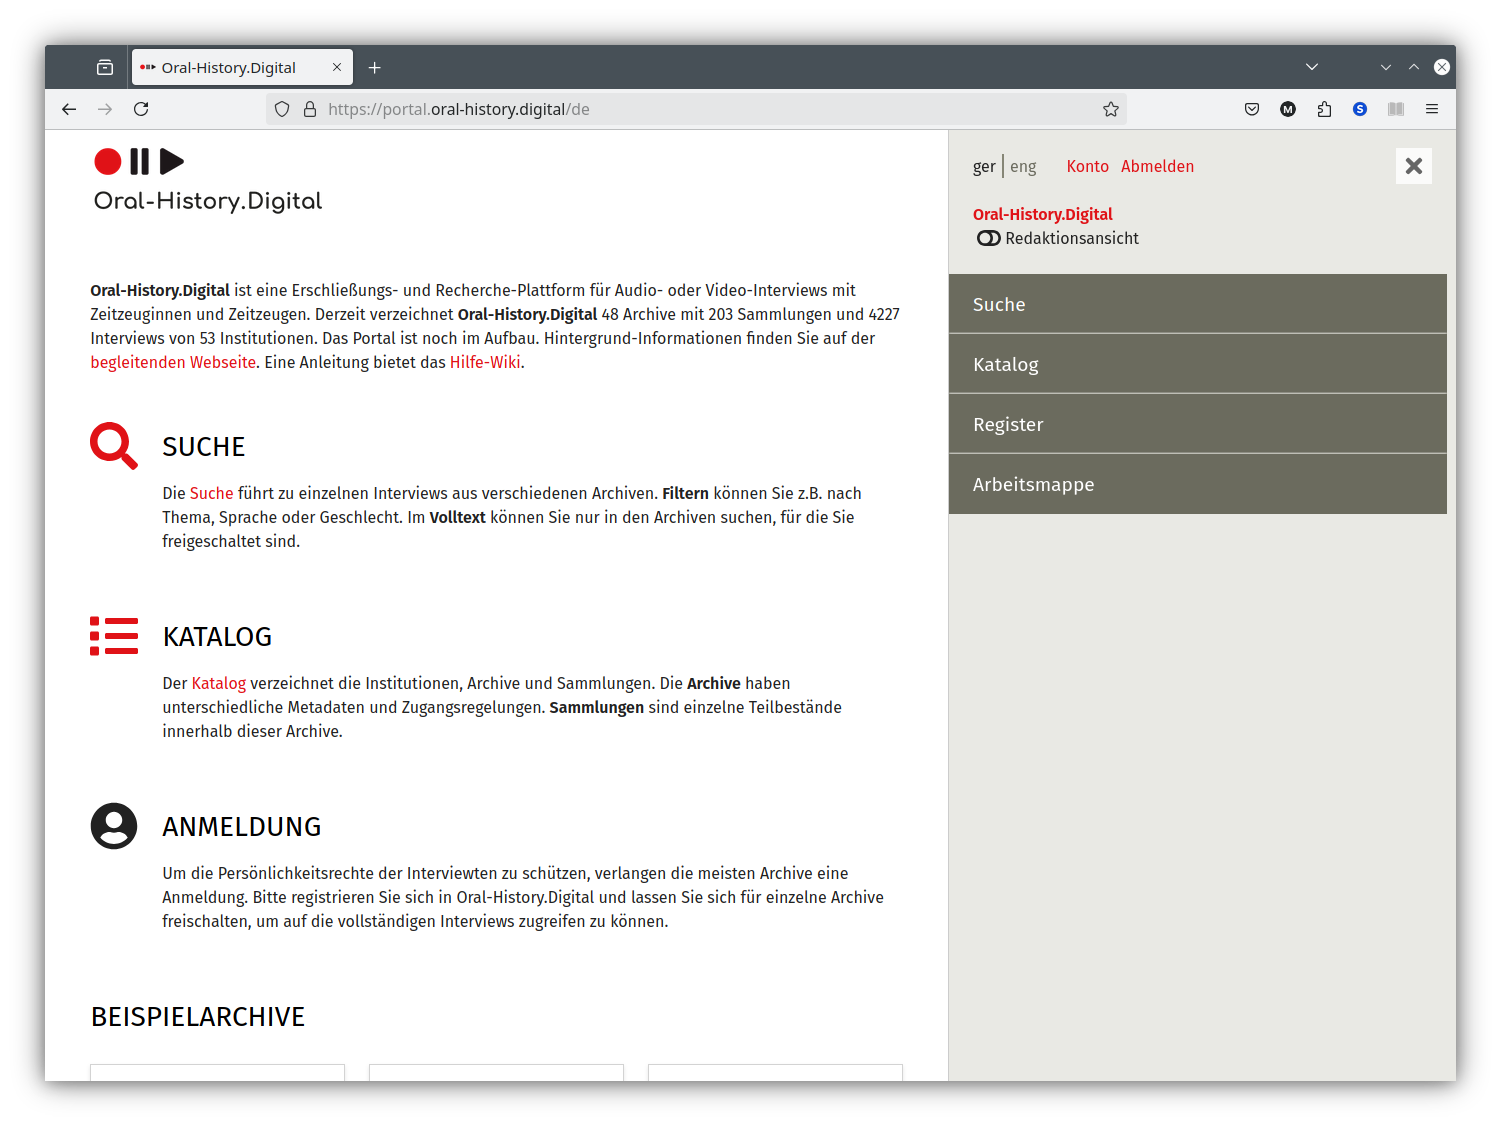 Oral-History.Digital
https://portal.oral-history.digital/de
M
S
Oral-History.Digital
Oral-History.Digital ist eine Erschließungs- und Recherche-Plattform für Audio- oder Video-Interviews mit
Zeitzeuginnen und Zeitzeugen. Derzeit verzeichnet Oral-History.Digital 48 Archive mit 203 Sammlungen und 4227
Interviews von 53 Institutionen. Das Portal ist noch im Aufbau. Hintergrund-Informationen finden Sie auf der
begleitenden Webseite. Eine Anleitung bietet das Hilfe-Wiki.
SUCHE
Die Suche führt zu einzelnen Interviews aus verschiedenen Archiven. Filtern können Sie z.B. nach
Thema, Sprache oder Geschlecht. Im Volltext können Sie nur in den Archiven suchen, für die Sie
freigeschaltet sind.
KATALOG
Der Katalog verzeichnet die Institutionen, Archive und Sammlungen. Die Archive haben
unterschiedliche Metadaten und Zugangsregelungen. Sammlungen sind einzelne Teilbestände
innerhalb dieser Archive.
ANMELDUNG
Um die Persönlichkeitsrechte der Interviewten zu schützen, verlangen die meisten Archive eine
Anmeldung. Bitte registrieren Sie sich in Oral-History.Digital und lassen Sie sich für einzelne Archive
freischalten, um auf die vollständigen Interviews zugreifen zu können.
BEISPIELARCHIVE
ger eng Konto Abmelden
Oral-History.Digital
Redaktionsansicht
Suche
Katalog
Register
Arbeitsmappe